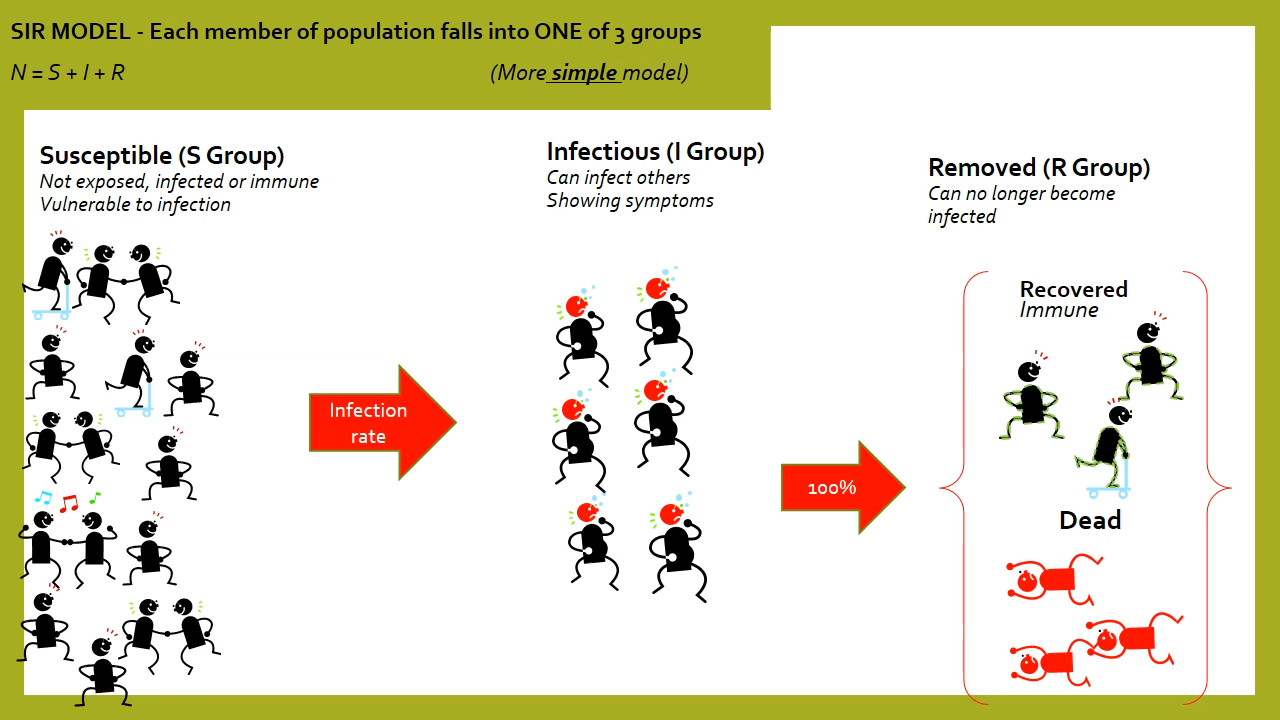 SIR MODEL - Each member of population falls into ONE of 3 groups
N = S + I + R (More simple model)
Susceptible (S Group)
Not exposed, infected or immune
Vulnerable to infection
Infectious (I Group)
Can infect others
Showing symptoms
Removed (R Group)
Can no longer become
infected
Infection
rate
100%
Recovered
Immune
Dead